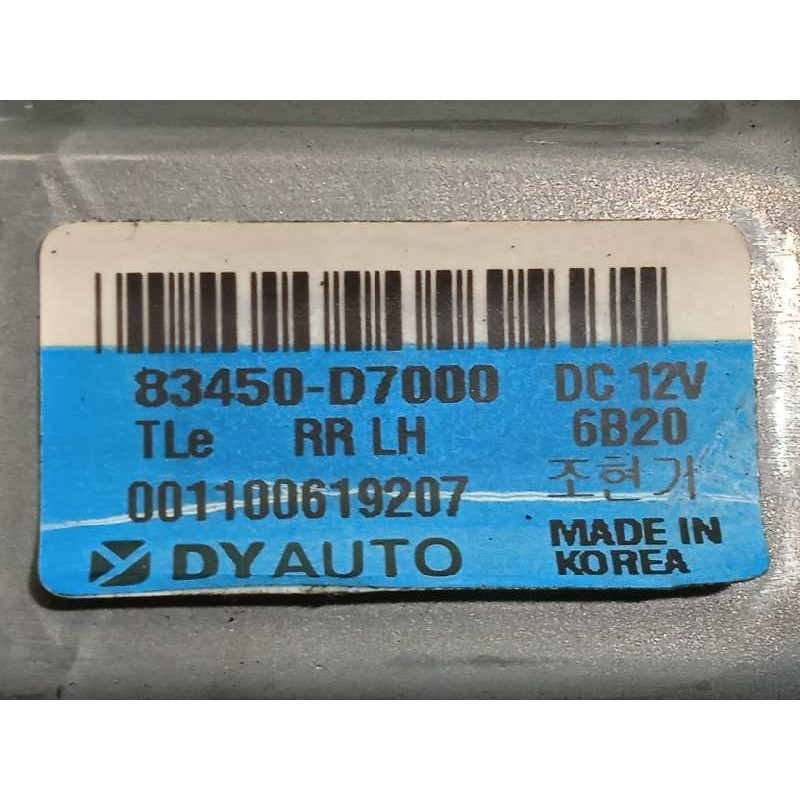 83450-D7000 DC 12V
TLe RR LH 6B20
001100619207 조현기
DYAUTO MADE IN
KOREA